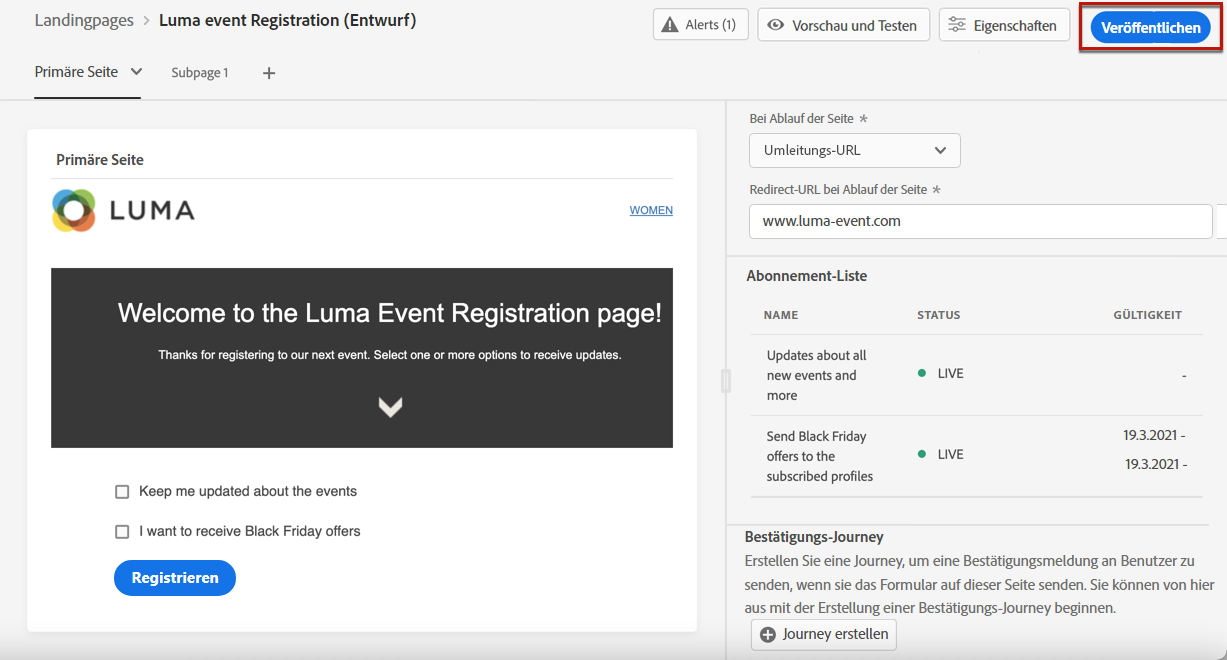 Landingpages > Luma event Registration (Entwurf)
Alerts (1)
Vorschau und Testen
Eigenschaften
Veröffentlichen
Primäre Seite
Subpage 1
Primäre Seite
LUMA
WOMEN
Welcome to the Luma Event Registration page!
Thanks for registering to our next event. Select one or more options to receive updates.
Keep me updated about the events
I want to receive Black Friday offers
Registrieren
Bei Ablauf der Seite *
Umleitungs-URL
Redirect-URL bei Ablauf der Seite *
www.luma-event.com
Abonnement-Liste
NAME STATUS GÜLTIGKEIT
Updates about all
new events and
more
LIVE
-
Send Black Friday
offers to the
subscribed profiles
LIVE
19.3.2021 -
19.3.2021 -
Bestätigungs-Journey
Erstellen Sie eine Journey, um eine Bestätigungsmeldung an Benutzer zu
senden, wenn sie das Formular auf dieser Seite senden. Sie können von hier
aus mit der Erstellung einer Bestätigungs-Journey beginnen.
Journey erstellen